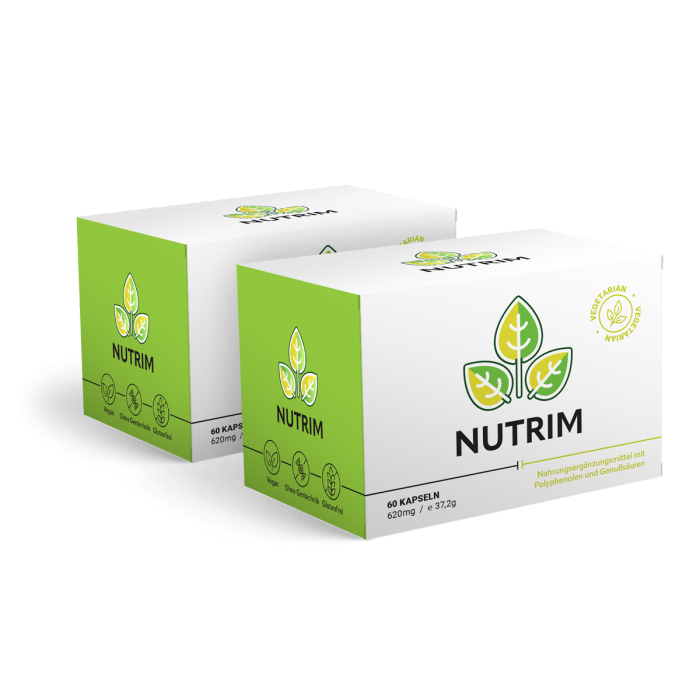 NUTRIM
NUTRIM
Vegan
Ohne Gentechnik
Glutenfrei
60 KAPS
620mg /
NUTRIM
VEGETARIAN • VEGETARIAN •
NUTRIM
NUTRIM
Nahrungsergänzungsmittel mit
Polyphenolen und Genußsäuren
Vegan
Ohne Gentechnik
Glutenfrei
60 KAPSELN
620mg / ℮ 37,2g